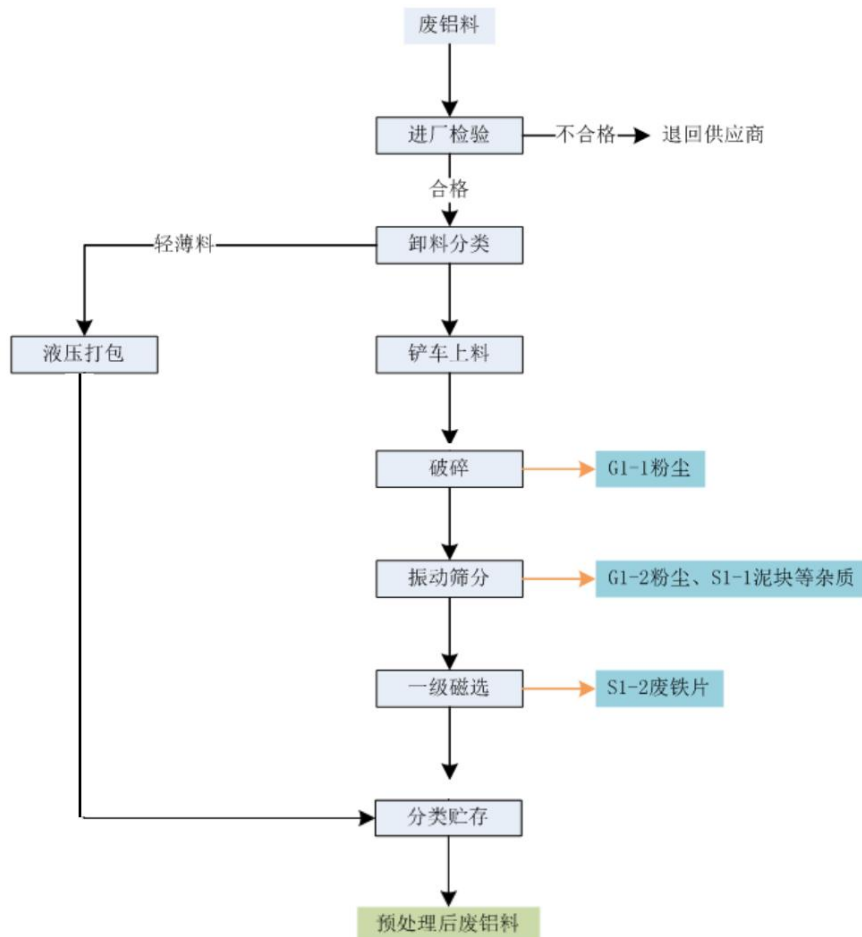 废铝料
进厂检验
不合格
退回供应商
合格
轻薄料
卸料分类
液压打包
铲车上料
破碎
G1-1粉尘
振动筛分
G1-2粉尘、S1-1泥块等杂质
一级磁选
S1-2废铁片
分类贮存
预处理后废铝料